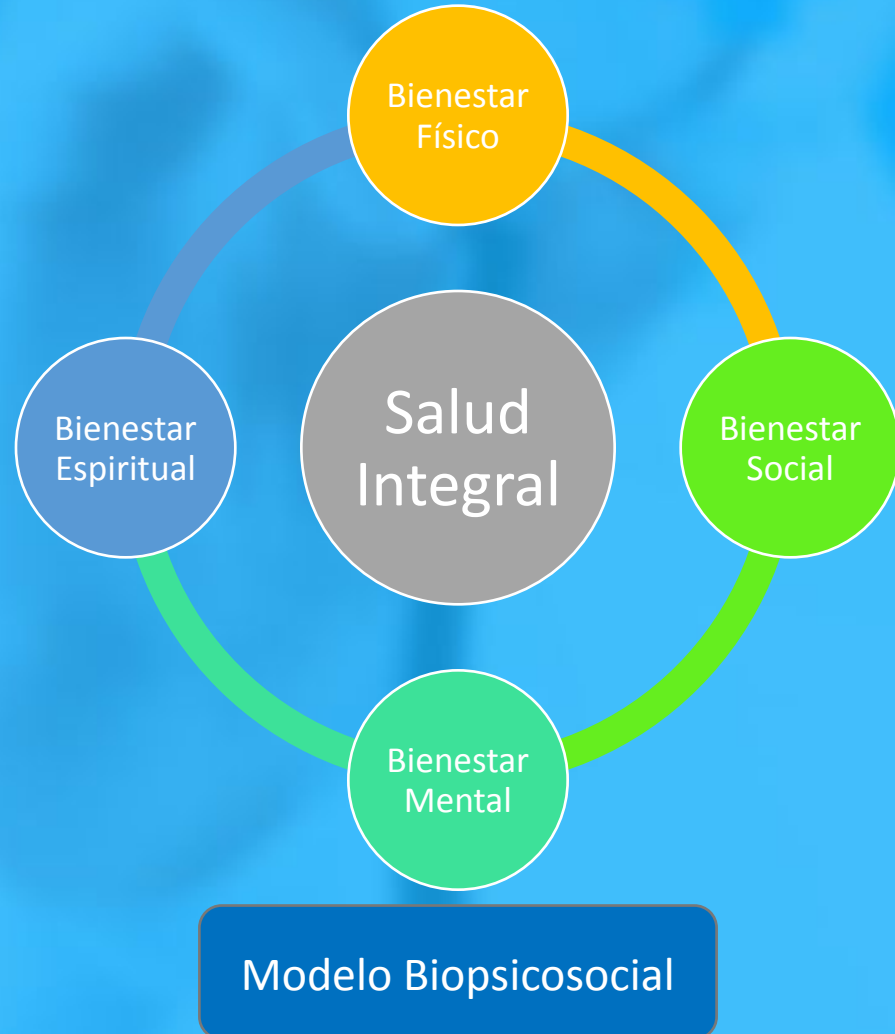 Bienestar
Físico
Bienestar
Espiritual
Salud
Integral
Bienestar
Social
Bienestar
Mental
Modelo Biopsicosocial